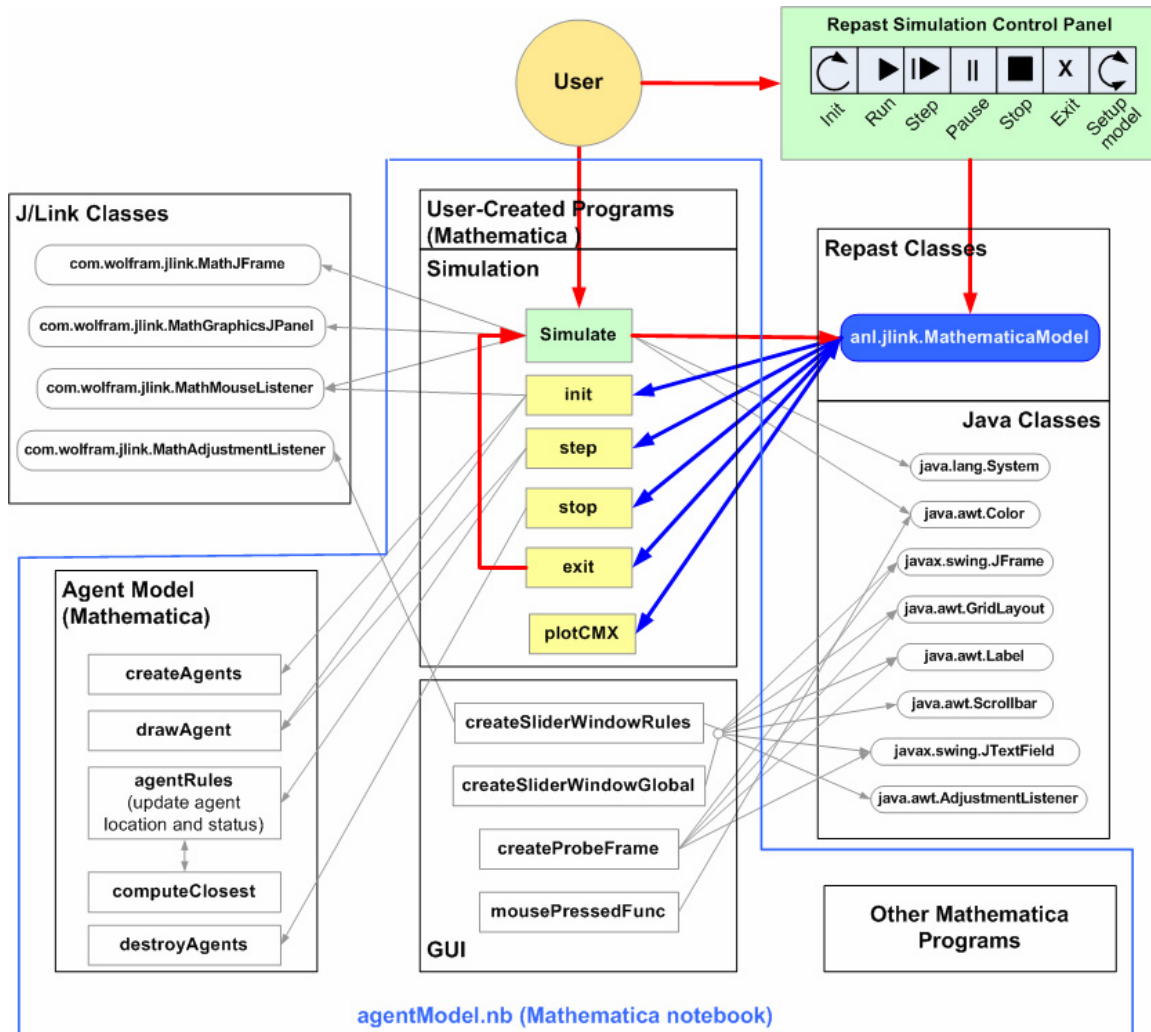 Repast Simulation Control Panel
User
X
Init
Run
Step
Pause
Stop
Exit
Setup
model
J/Link Classes
com.wolfram.jlink.MathJFrame
com.wolfram.jlink.MathGraphicsJPanel
com.wolfram.jlink.MathMouseListener
com.wolfram.jlink.MathAdjustmentListener
User-Created Programs
(Mathematica )
Simulation
Simulate
init
step
stop
exit
plotCMX
Repast Classes
anl.jlink.MathematicaModel
Java Classes
java.lang.System
java.awt.Color
javax.swing.JFrame
java.awt.GridLayout
java.awt.Label
java.awt.Scrollbar
javax.swing.JTextField
java.awt.AdjustmentListener
Agent Model
(Mathematica)
createAgents
drawAgent
agentRules
(update agent
location and status)
computeClosest
destroyAgents
createSliderWindowRules
createSliderWindowGlobal
createProbeFrame
mousePressedFunc
GUI
Other Mathematica
Programs
agentModel.nb (Mathematica notebook)